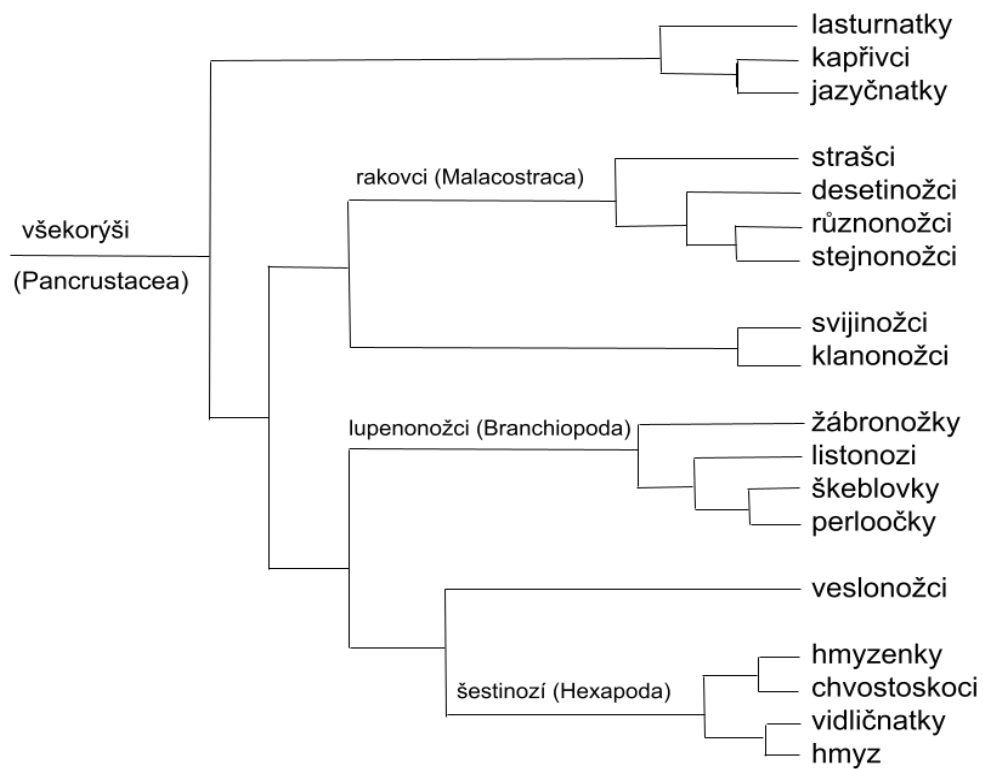 lasturnatky
kapřivci
jazyčnatky
strašci
rakovci (Malacostraca)
desetinožci
různonožci
všekorýši
stejnonožci
(Pancrustacea)
svijinožci
klanonožci
žábronožky
lupenonožci (Branchiopoda)
listonozi
škeblovky
perloočky
veslonožci
hmyzenky
šestinozí (Hexapoda)
chvostoskoci
vidličnatky
hmyz